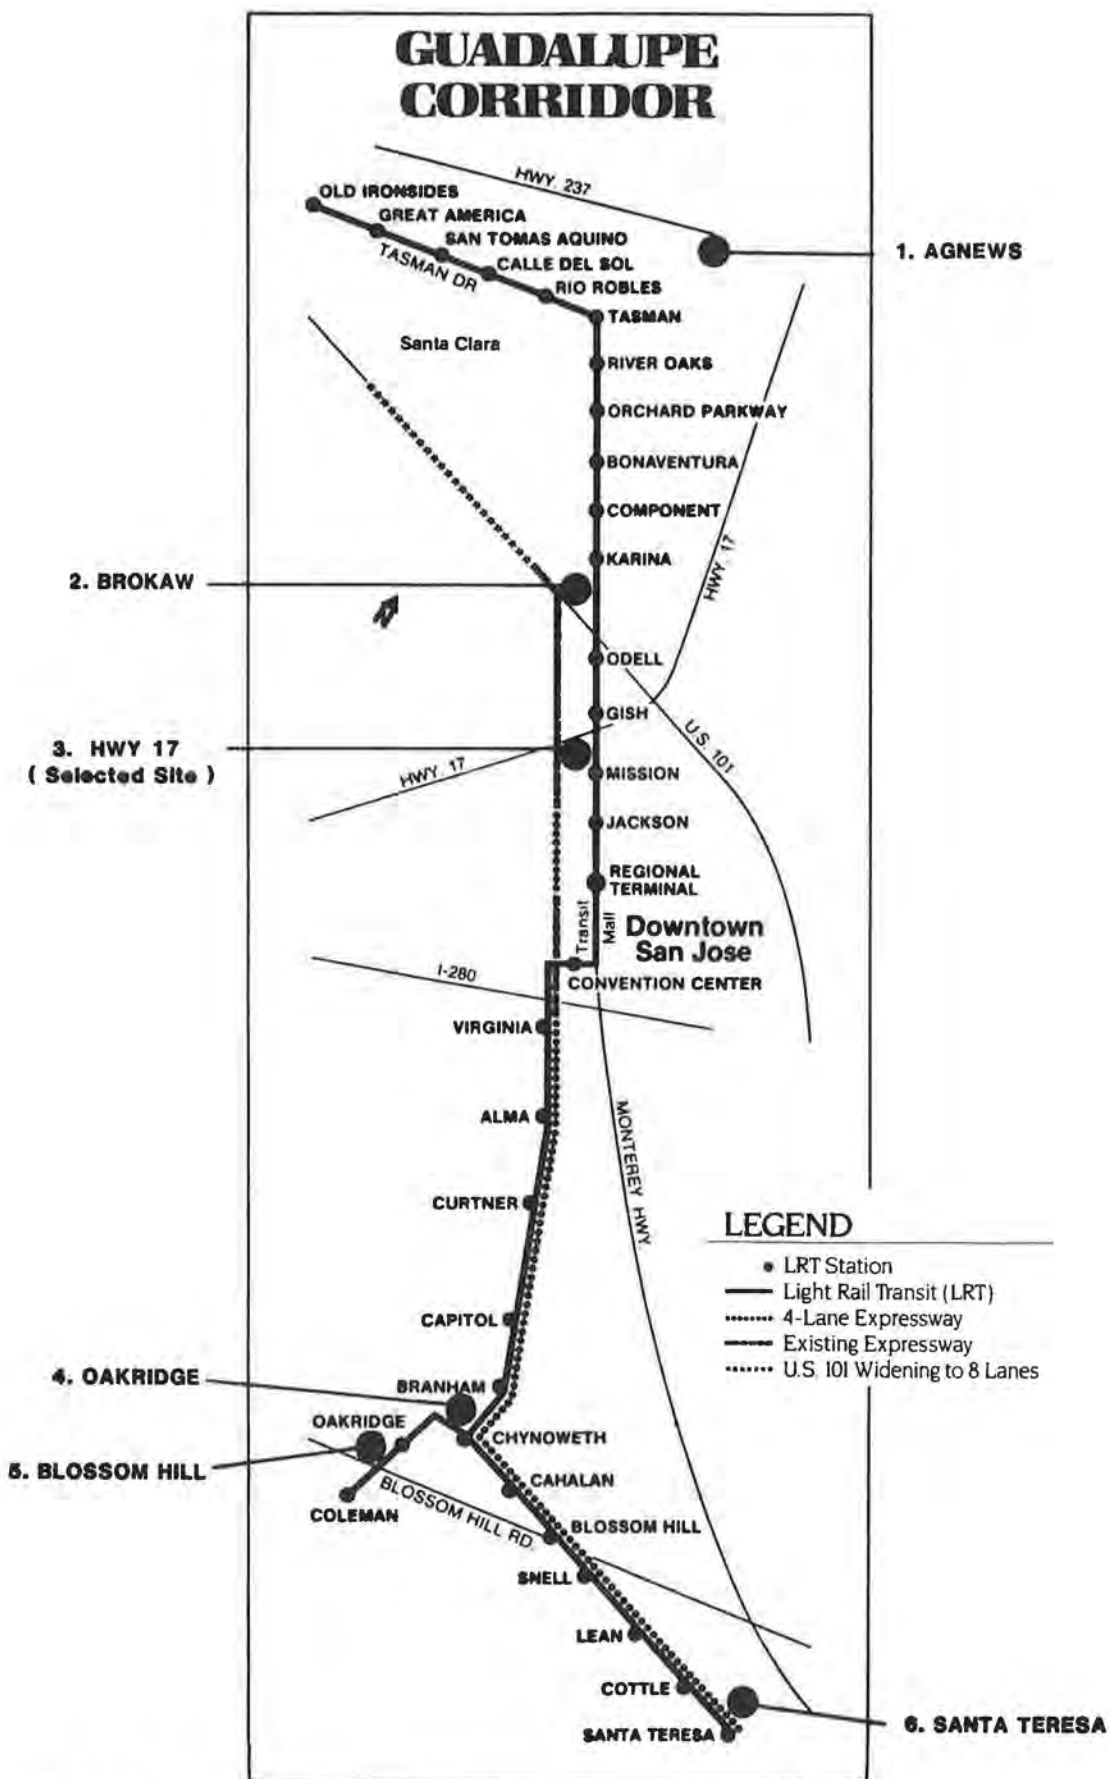 GUADALUPE
CORRIDOR
HWY. 237
OLD IRONSIDES
GREAT AMERICA
SAN TOMAS AQUINO
TASMAN DR
CALLE DEL SOL
RIO ROBLES
1. AGNEWS
TASMAN
Santa Clara
RIVER OAKS
ORCHARD PARKWAY
BONAVENTURA
COMPONENT
KARINA
HWY. 17
2. BROKAW
ODELL
GISH
U.S. 101
3. HWY 17
( Selected Site )
HWY. 17
MISSION
JACKSON
REGIONAL
TERMINAL
Transit
Mall
Downtown
San Jose
I-280
CONVENTION CENTER
VIRGINIA
ALMA
MONTEREY HWY
CURTNER
LEGEND
LRT Station
Light Rail Transit (LRT)
4-Lane Expressway
Existing Expressway
U.S. 101 Widening to 8 Lanes
CAPITOL
4. OAKRIDGE
BRANHAM
OAKRIDGE
CHYNOWETH
5. BLOSSOM HILL
CAHALAN
COLEMAN
BLOSSOM HILL RD.
BLOSSOM HILL
SNELL
LEAN
COTTLE
SANTA TERESA
6. SANTA TERESA